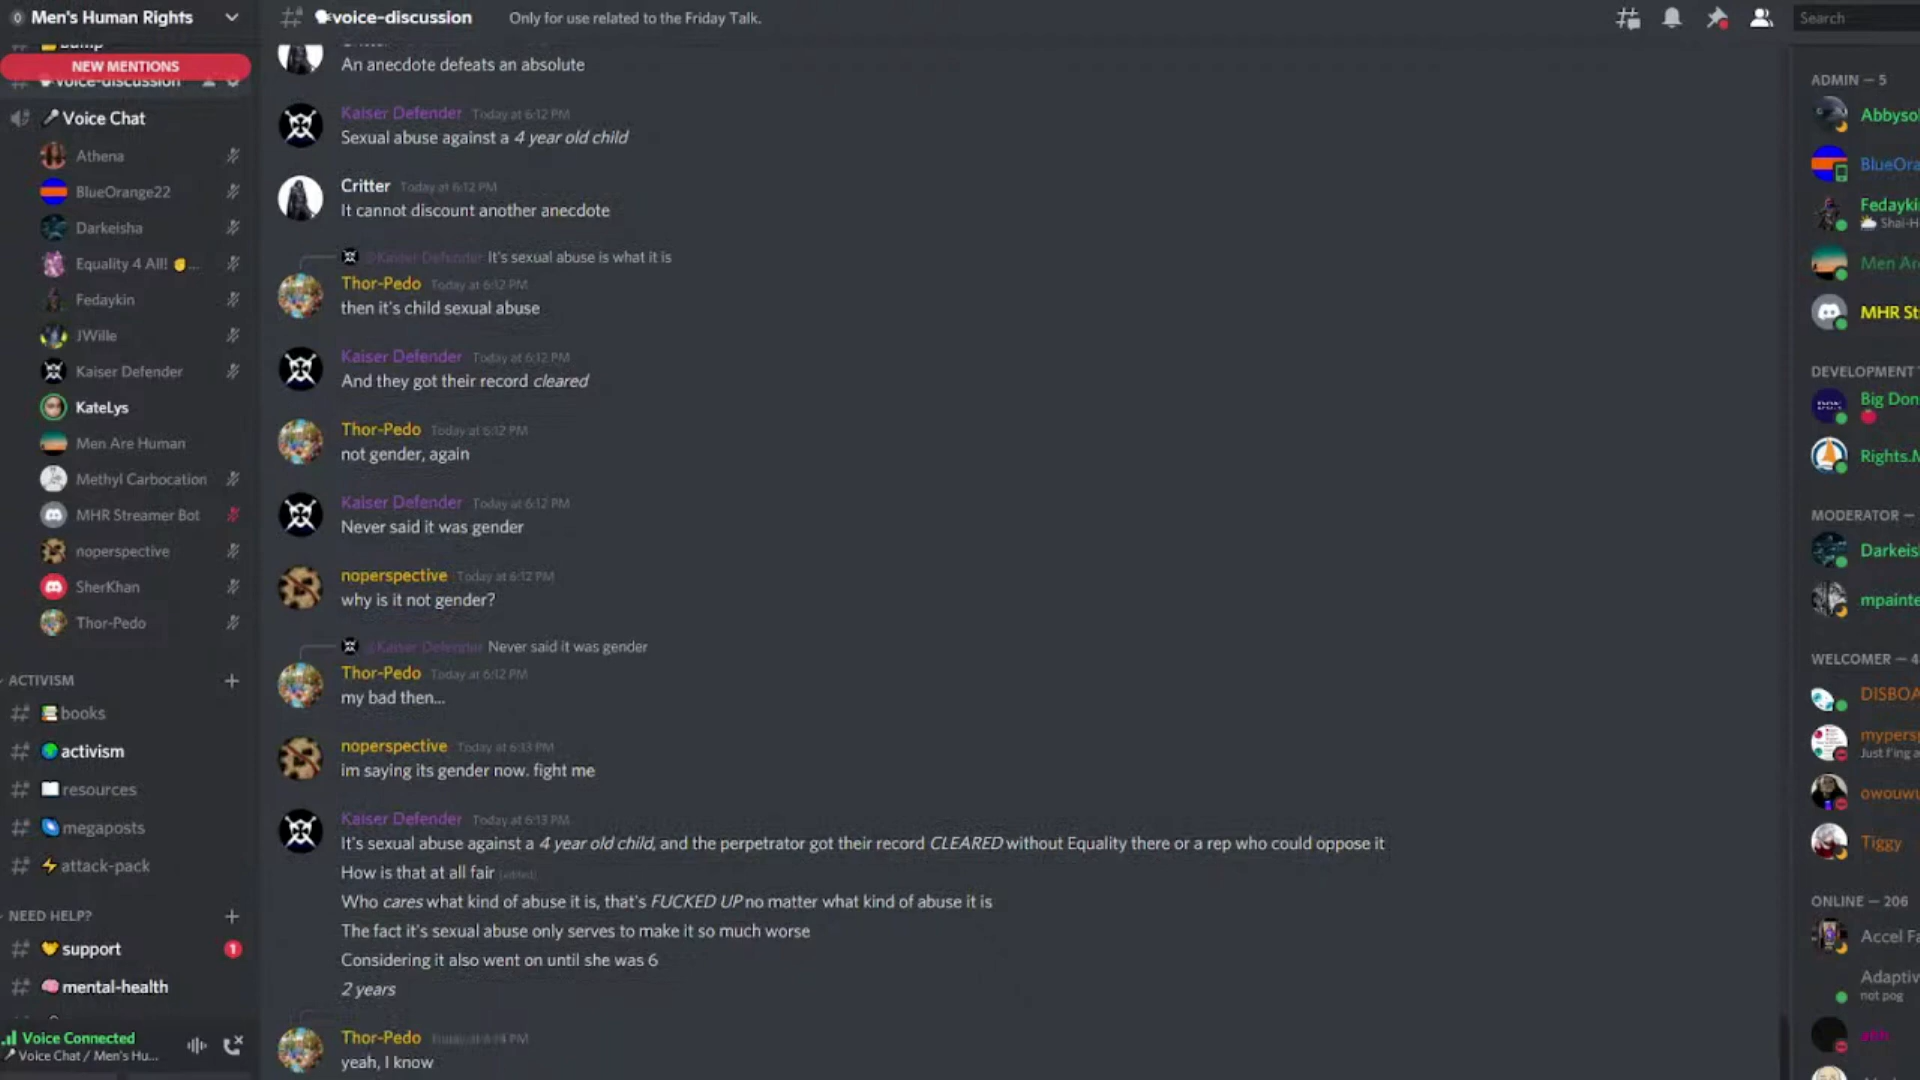 Men's Human Rights
NEW MENTIONS
voice-discussion
Voice Chat
Athena
BlueOrange22
Darkeisha
Equality 4 All! ✊...
Fedaykin
JWille
Kaiser Defender
KateLys
Men Are Human
Methyl Carbocation
MHR Streamer Bot
noperspective
SherKhan
Thor-Pedo
ACTIVISM
books
activism
resources
megaposts
attack-pack
NEED HELP?
support 1
mental-health
Voice Connected
Voice Chat / Men's Hu...
voice-discussion Only for use related to the Friday Talk.
Search
Critter
An anecdote defeats an absolute
Kaiser Defender Today at 6:12 PM
Sexual abuse against a 4 year old child
Critter Today at 6:12 PM
It cannot discount another anecdote
@Kaiser Defender It's sexual abuse is what it is
Thor-Pedo Today at 6:12 PM
then it's child sexual abuse
Kaiser Defender Today at 6:12 PM
And they got their record cleared
Thor-Pedo Today at 6:12 PM
not gender, again
Kaiser Defender Today at 6:12 PM
Never said it was gender
noperspective Today at 6:12 PM
why is it not gender?
@Kaiser Defender Never said it was gender
Thor-Pedo Today at 6:12 PM
my bad then...
noperspective Today at 6:13 PM
im saying its gender now. fight me
Kaiser Defender Today at 6:13 PM
It's sexual abuse against a 4 year old child, and the perpetrator got their record CLEARED without Equality there or a rep who could oppose it
How is that at all fair (edited)
Who cares what kind of abuse it is, that's FUCKED UP no matter what kind of abuse it is
The fact it's sexual abuse only serves to make it so much worse
Considering it also went on until she was 6
2 years
Thor-Pedo Today at 6:14 PM
yeah, I know
ADMIN — 5
Abbyso
BlueOra
Fedayki
Shai-H
Men Are
MHR St
DEVELOPMENT
Big Don
Rights.M
MODERATOR —
Darkeis
mpainte
WELCOMER — 4
DISBOA
mypersp
Just f'ing a
owouwu
Tiggy
ONLINE — 206
Accel Fa
Adaptiv
not pog